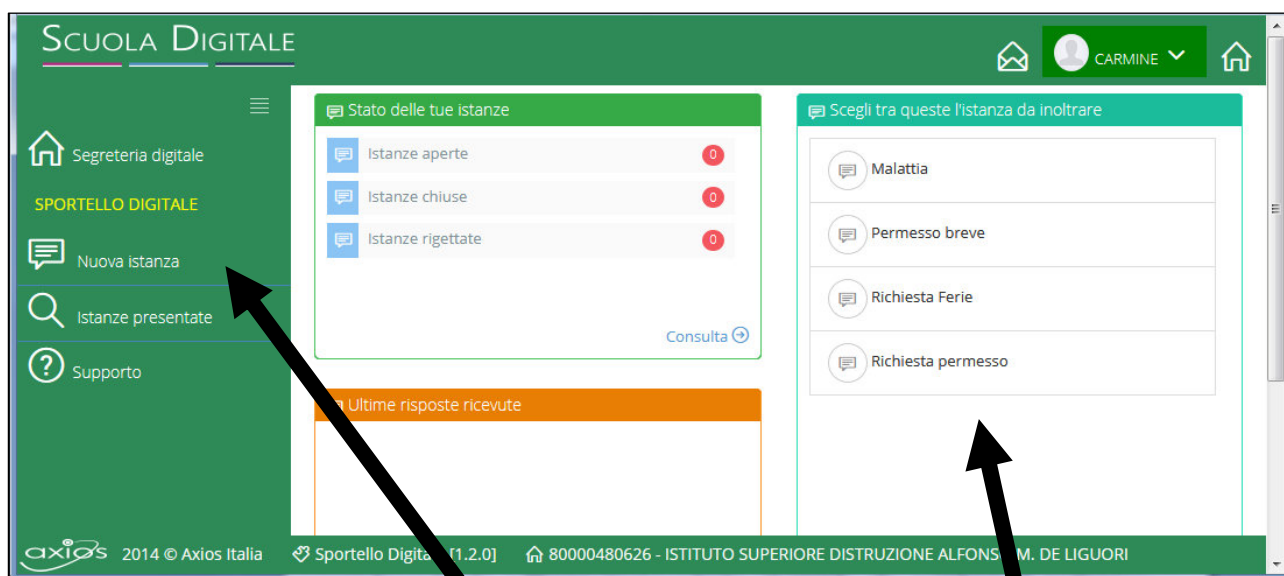 SCUOLA DIGITALE
CARMINE
Segreteria digitale
SPORTELLO DIGITALE
Nuova istanza
Istanze presentate
Supporto
Stato delle tue istanze
Istanze aperte 0
Istanze chiuse 0
Istanze rigettate 0
Consulta
Ultime risposte ricevute
Scegli tra queste l'istanza da inoltrare
Malattia
Permesso breve
Richiesta Ferie
Richiesta permesso
axios 2014 © Axios Italia Sportello [1.2.0] 80000480626 - ISTITUTO SUPERIORE DISTRUZIONE M. DE LIGUORI